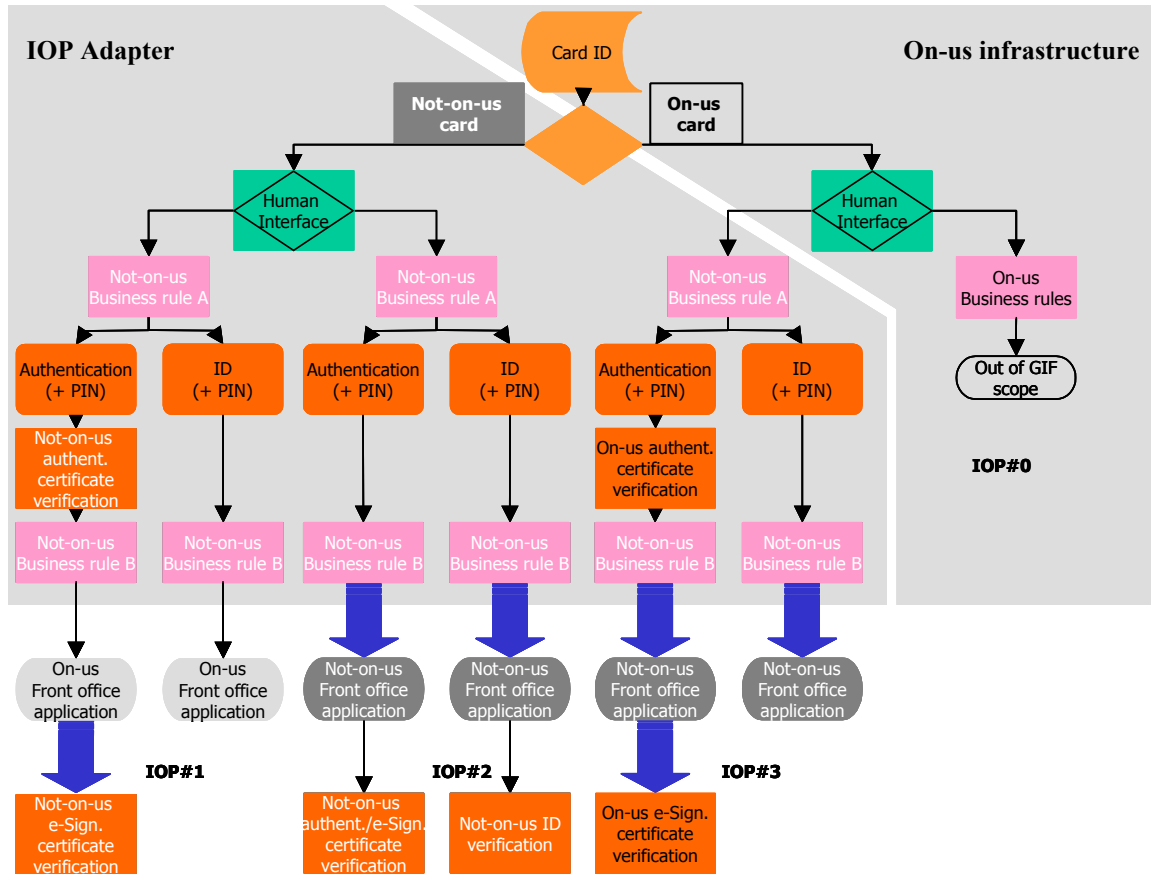 IOP Adapter
Card ID
On-us infrastructure
Not-on-us
card
On-us
card
Human
Interface
Human
Interface
Not-on-us
Business rule A
Not-on-us
Business rule A
Not-on-us
Business rule A
On-us
Business rules
Authentication
(+ PIN)
ID
(+ PIN)
Authentication
(+ PIN)
ID
(+ PIN)
Authentication
(+ PIN)
ID
(+ PIN)
Out of GIF
scope
Not-on-us
authent.
certificate
verification
On-us authent.
certificate
verification
IOP#0
Not-on-us
Business rule B
Not-on-us
Business rule B
Not-on-us
Business rule B
Not-on-us
Business rule B
Not-on-us
Business rule B
Not-on-us
Business rule B
On-us
Front office
application
On-us
Front office
application
Not-on-us
Front office
application
Not-on-us
Front office
application
Not-on-us
Front office
application
Not-on-us
Front office
application
IOP#1
IOP#2
IOP#3
Not-on-us
e-Sign.
certificate
verification
Not-on-us
authent./e-Sign.
certificate
verification
Not-on-us ID
verification
On-us e-Sign.
certificate
verification